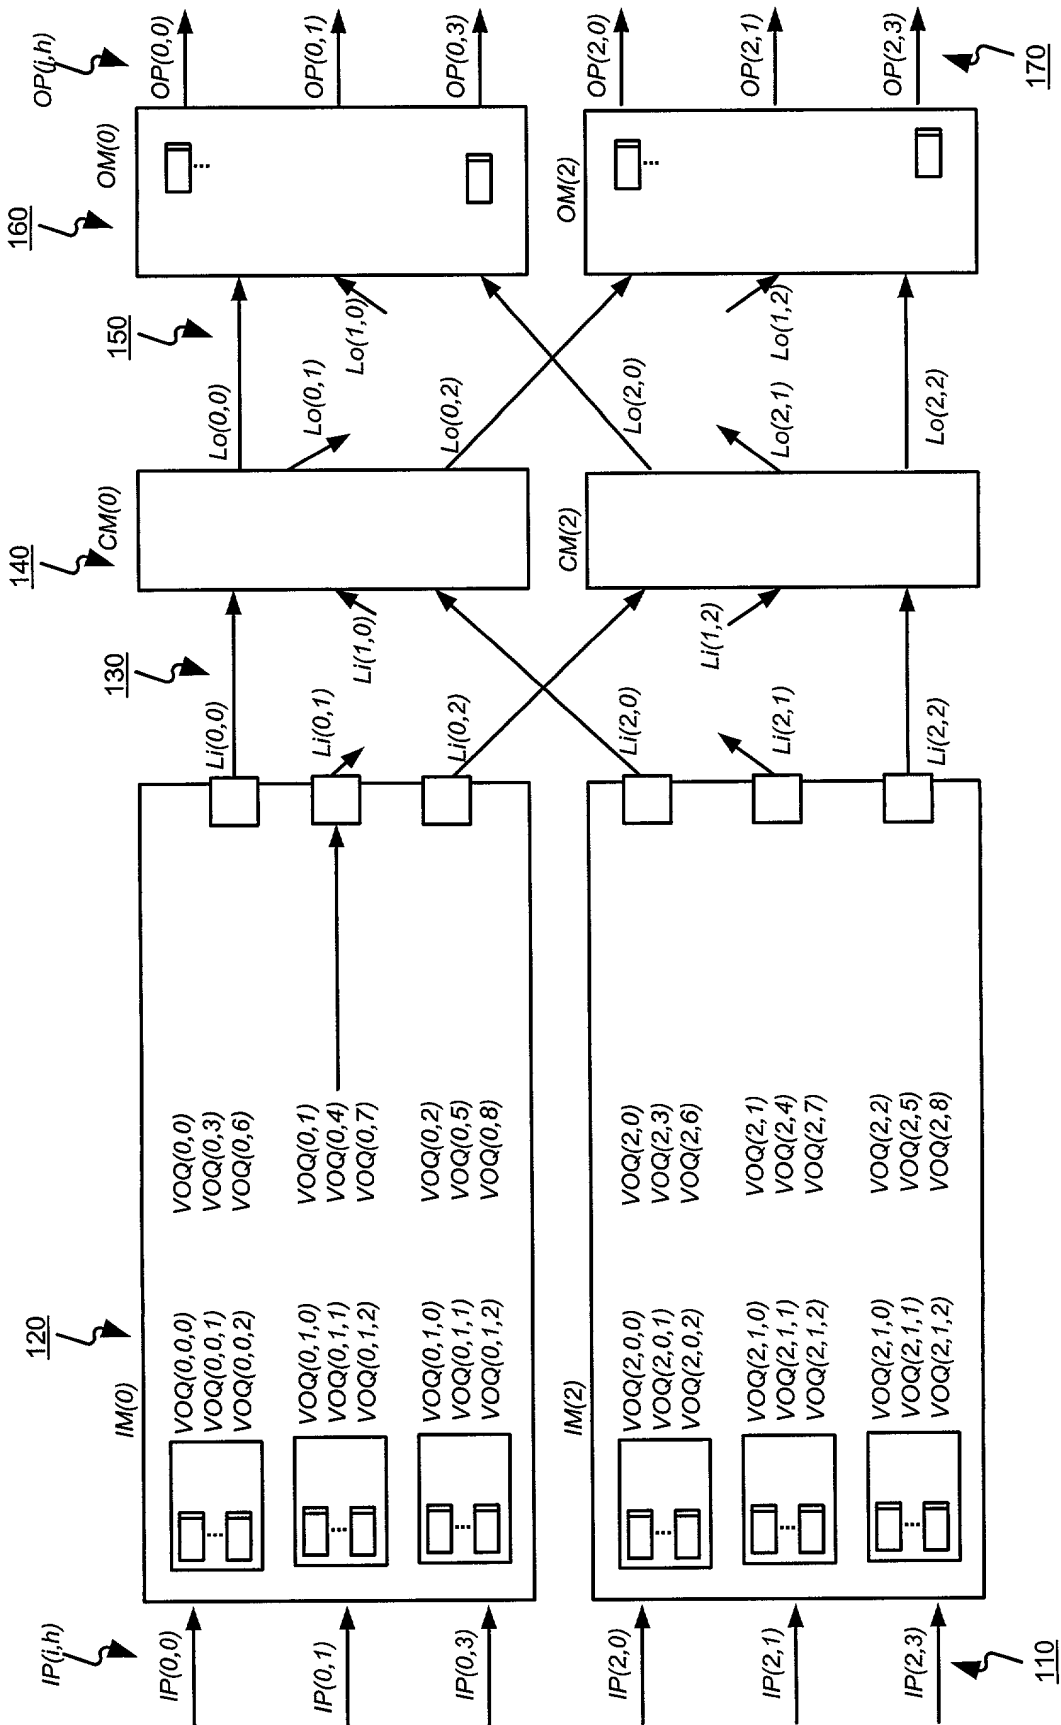 IP(i,h)
120
130
140
150
160
OP(j,h)
IM(0)
CM(0)
OM(0)
IP(0,0)
IP(0,1)
IP(0,3)
VOQ(0,0,0)
VOQ(0,0,1)
VOQ(0,0,2)
VOQ(0,1,0)
VOQ(0,1,1)
VOQ(0,1,2)
VOQ(0,1,0)
VOQ(0,1,1)
VOQ(0,1,2)
VOQ(0,0)
VOQ(0,3)
VOQ(0,6)
VOQ(0,1)
VOQ(0,4)
VOQ(0,7)
VOQ(0,2)
VOQ(0,5)
VOQ(0,8)
Li(0,0)
Li(0,1)
Li(0,2)
Li(1,0)
Lo(0,0)
Lo(0,1)
Lo(0,2)
Lo(1,0)
OP(0,0)
OP(0,1)
OP(0,3)
IM(2)
CM(2)
OM(2)
IP(2,0)
IP(2,1)
IP(2,3)
VOQ(2,0,0)
VOQ(2,0,1)
VOQ(2,0,2)
VOQ(2,1,0)
VOQ(2,1,1)
VOQ(2,1,2)
VOQ(2,1,0)
VOQ(2,1,1)
VOQ(2,1,2)
VOQ(2,0)
VOQ(2,3)
VOQ(2,6)
VOQ(2,1)
VOQ(2,4)
VOQ(2,7)
VOQ(2,2)
VOQ(2,5)
VOQ(2,8)
Li(2,0)
Li(2,1)
Li(2,2)
Li(1,2)
Lo(2,0)
Lo(2,1)
Lo(2,2)
Lo(1,2)
OP(2,0)
OP(2,1)
OP(2,3)
110
170